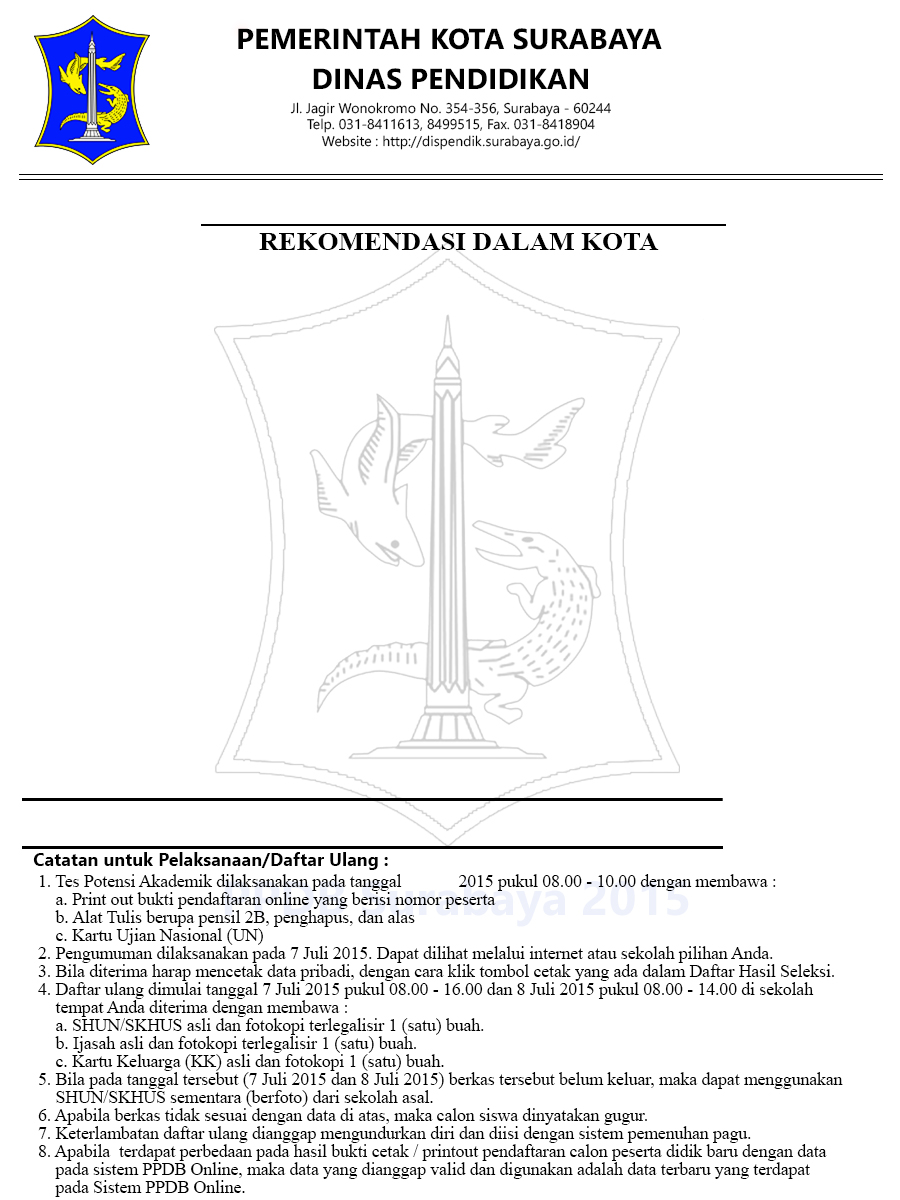 PEMERINTAH KOTA SURABAYA
DINAS PENDIDIKAN
Jl. Jagir Wonokromo No. 354-356, Surabaya - 60244
Telp. 031-8411613, 8499515, Fax. 031-8418904
Website : http://dispendik.surabaya.go.id/
REKOMENDASI DALAM KOTA
Catatan untuk Pelaksanaan/Daftar Ulang :
1. Tes Potensi Akademik dilaksanakan pada tanggal 2015 pukul 08.00 - 10.00 dengan membawa :
a. Print out bukti pendaftaran online yang berisi nomor peserta
b. Alat Tulis berupa pensil 2B, penghapus, dan alas
c. Kartu Ujian Nasional (UN)
2. Pengumuman dilaksanakan pada 7 Juli 2015. Dapat dilihat melalui internet atau sekolah pilihan Anda.
3. Bila diterima harap mencetak data pribadi, dengan cara klik tombol cetak yang ada dalam Daftar Hasil Seleksi.
4. Daftar ulang dimulai tanggal 7 Juli 2015 pukul 08.00 - 16.00 dan 8 Juli 2015 pukul 08.00 - 14.00 di sekolah
tempat Anda diterima dengan membawa :
a. SHUN/SKHUS asli dan fotokopi terlegalisir 1 (satu) buah.
b. Ijasah asli dan fotokopi terlegalisir 1 (satu) buah.
c. Kartu Keluarga (KK) asli dan fotokopi 1 (satu) buah.
5. Bila pada tanggal tersebut (7 Juli 2015 dan 8 Juli 2015) berkas tersebut belum keluar, maka dapat menggunakan
SHUN/SKHUS sementara (berfoto) dari sekolah asal.
6. Apabila berkas tidak sesuai dengan data di atas, maka calon siswa dinyatakan gugur.
7. Keterlambatan daftar ulang dianggap mengundurkan diri dan diisi dengan sistem pemenuhan pagu.
8. Apabila terdapat perbedaan pada hasil bukti cetak / printout pendaftaran calon peserta didik baru dengan data
pada sistem PPDB Online, maka data yang dianggap valid dan digunakan adalah data terbaru yang terdapat
pada Sistem PPDB Online.
Surabaya 2015